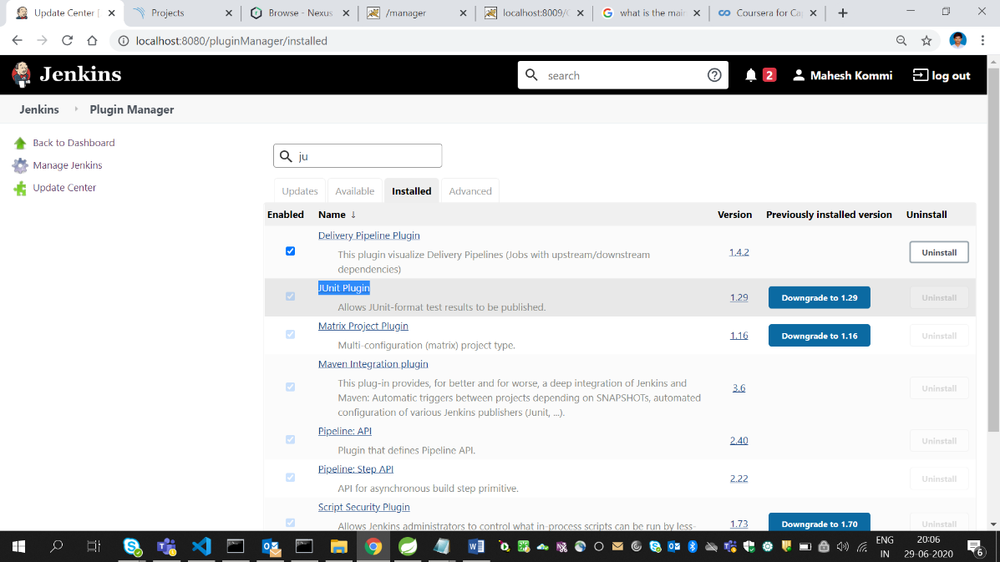 Update Center [
Projects
Browse - Nexus
/manager
localhost:8009/
what is the main
Coursera for Ca
localhost:8080/pluginManager/installed
Jenkins
search
2
Mahesh Kommi
log out
Jenkins
Plugin Manager
Back to Dashboard
Manage Jenkins
Update Center
ju
Updates
Available
Installed
Advanced
Enabled
Name ↓
Version
Previously installed version
Uninstall
Delivery Pipeline Plugin
This plugin visualize Delivery Pipelines (Jobs with upstream/downstream
dependencies)
1.4.2
Uninstall
JUnit Plugin
Allows JUnit-format test results to be published.
1.29
Downgrade to 1.29
Uninstall
Matrix Project Plugin
Multi-configuration (matrix) project type.
1.16
Downgrade to 1.16
Uninstall
Maven Integration plugin
This plug-in provides, for better and for worse, a deep integration of Jenkins and
Maven: Automatic triggers between projects depending on SNAPSHOTs, automated
configuration of various Jenkins publishers (Junit, ...).
3.6
Uninstall
Pipeline: API
Plugin that defines Pipeline API.
2.40
Uninstall
Pipeline: Step API
API for asynchronous build step primitive.
2.22
Uninstall
Script Security Plugin
Allows Jenkins administrators to control what in-process scripts can be run by less-
1.73
Downgrade to 1.70
Uninstall
ENG
IN
20:06
29-06-2020
6